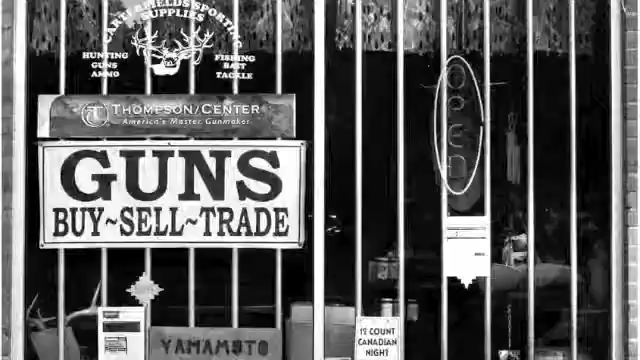 CARTERFIELDS SPORTING
SUPPLIES
HUNTING
GUNS
AMMO
FISHING
BAIT
TACKLE
THOMPSON/CENTER
America's Master Gunmaker
GUNS
BUY~SELL~TRADE
OPEN
YAMAMOTO
12 COUNT
CANADIAN
NIGHT